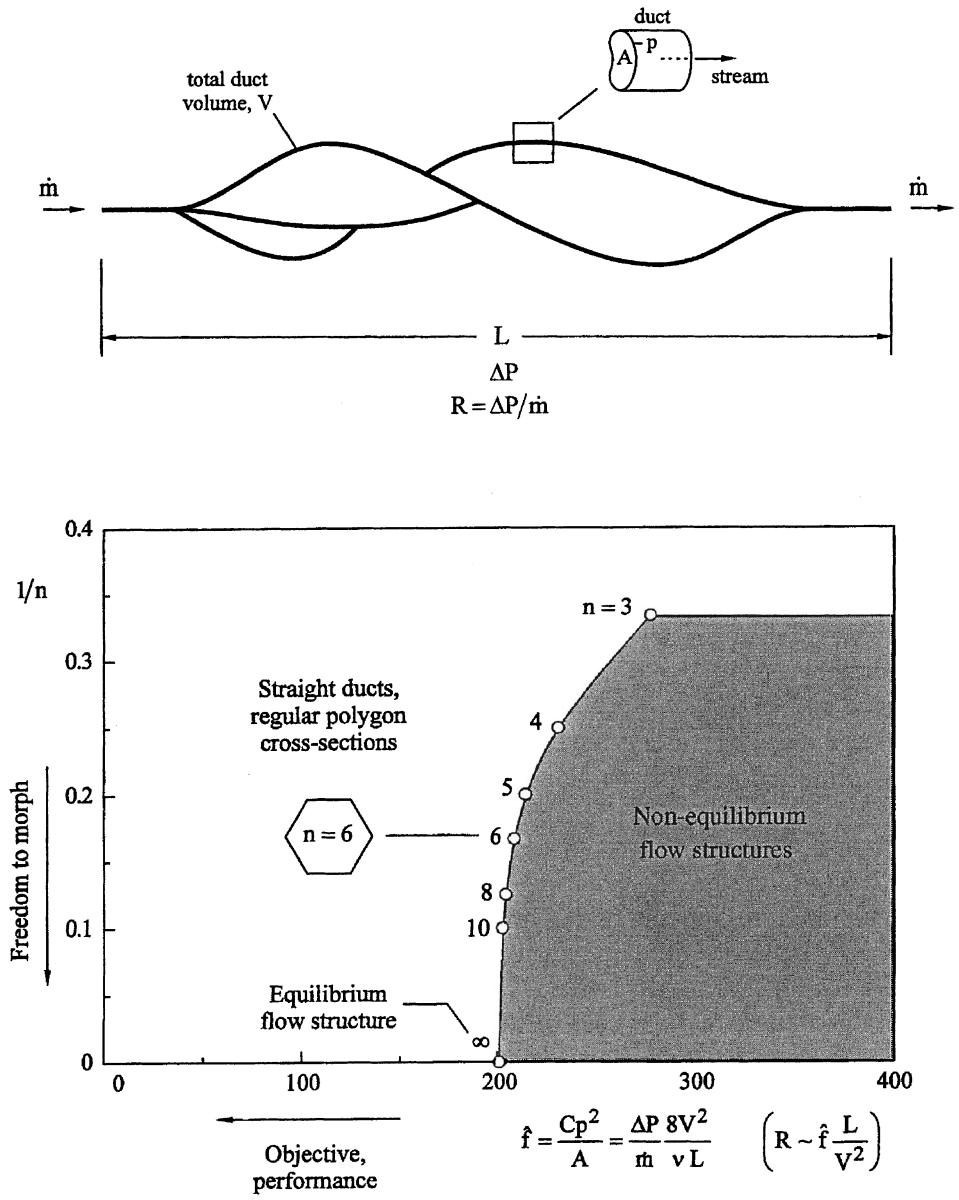 duct
A
p
stream
total duct
volume, V
ṁ
ṁ
L
ΔP
R = ΔP/ṁ
0.4
1/n
n = 3
0.3
Straight ducts,
regular polygon
cross-sections
4
5
0.2
n = 6
6
Non-equilibrium
flow structures
8
0.1
10
Freedom to morph
Equilibrium
flow structure
∞
0
0
100
200
300
400
Objective,
performance
f̂ = Cp²/A = ΔP/ṁ 8V²/ν L (R ~ f̂ L/V²)